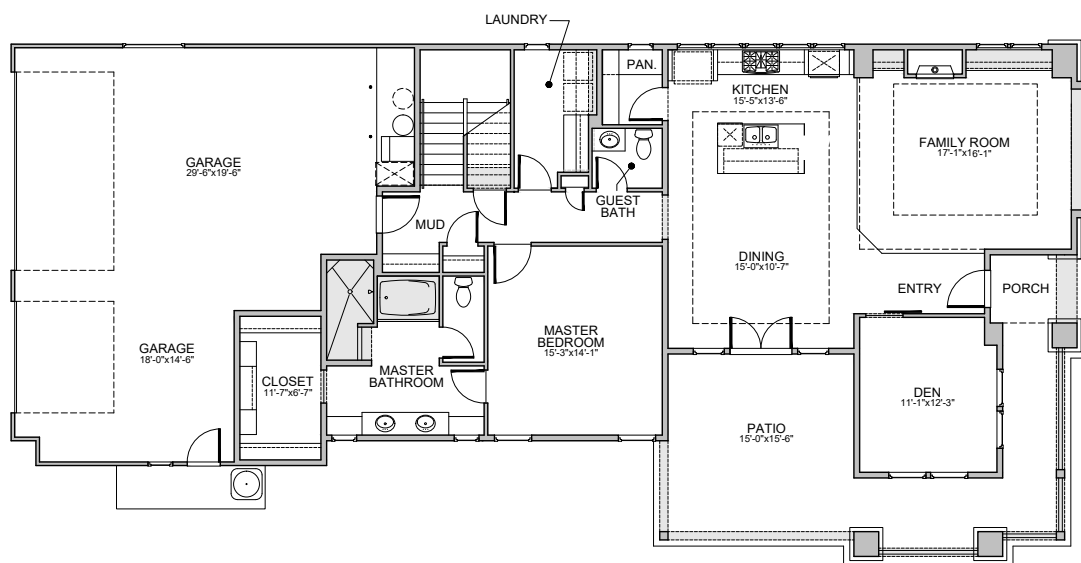 LAUNDRY
PAN.
KITCHEN
15'-5"x13'-6"
GARAGE
29'-6"x19'-6"
FAMILY ROOM
17'-1"x16'-1"
GUEST
BATH
MUD
DINING
15'-0"x10'-7"
ENTRY
PORCH
MASTER
BEDROOM
15'-3"x14'-1"
GARAGE
18'-0"x14'-6"
CLOSET
11'-7"x6'-7"
MASTER
BATHROOM
DEN
11'-1"x12'-3"
PATIO
15'-0"x15'-6"